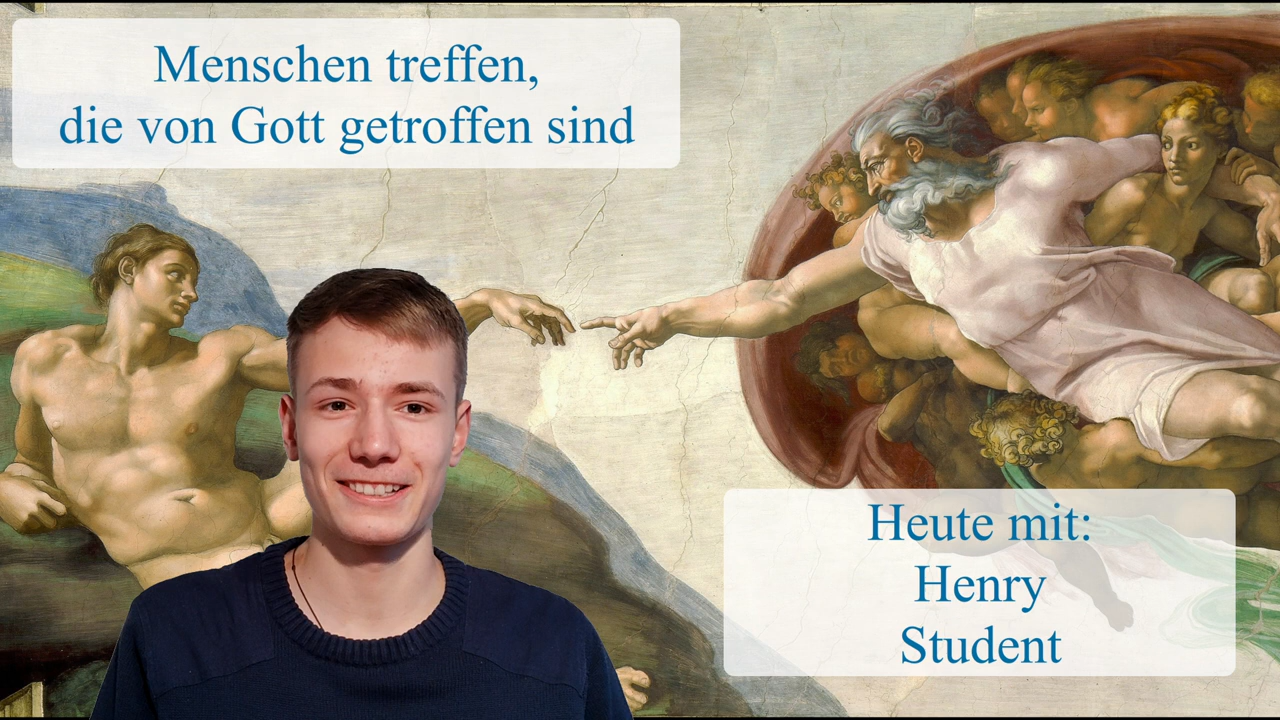 Menschen treffen,
die von Gott getroffen sind
Heute mit:
Henry
Student